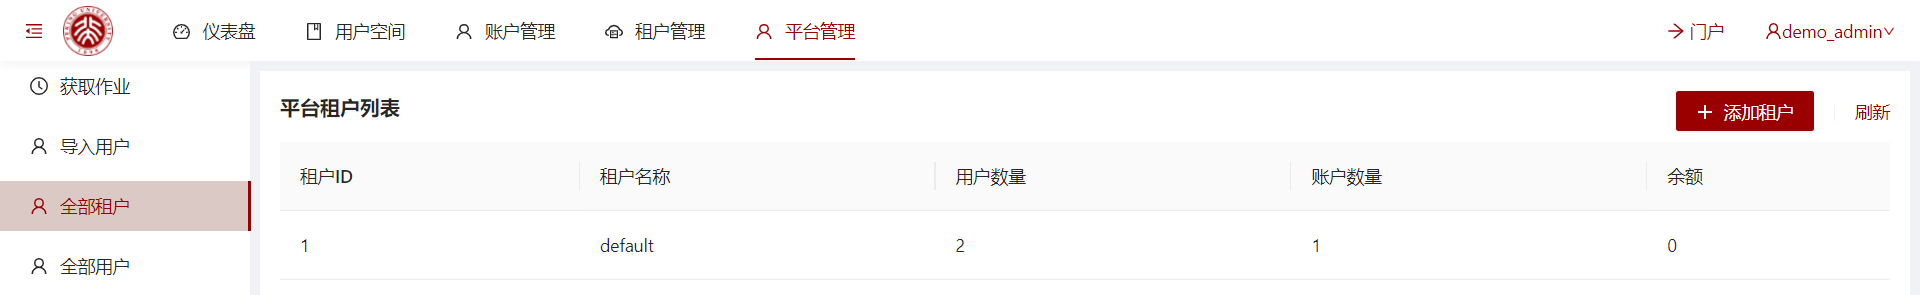 仪表盘 用户空间 账户管理 租户管理 平台管理 门户 demo_admin
获取作业
导入用户
全部租户
全部用户
平台租户列表
添加租户 刷新
租户ID 租户名称 用户数量 账户数量 余额
1 default 2 1 0